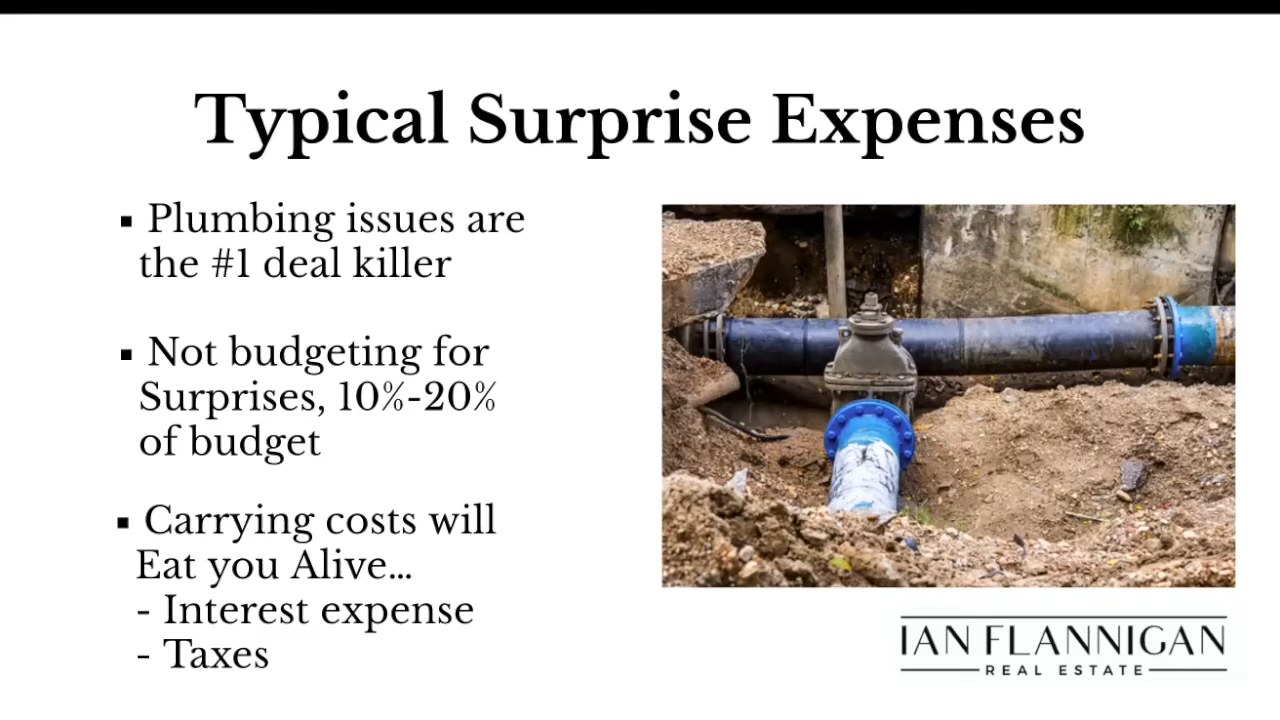 Typical Surprise Expenses
▪ Plumbing issues are
the #1 deal killer
▪ Not budgeting for
Surprises, 10%-20%
of budget
▪ Carrying costs will
Eat you Alive...
- Interest expense
- Taxes
IAN FLANNIGAN
REAL ESTATE